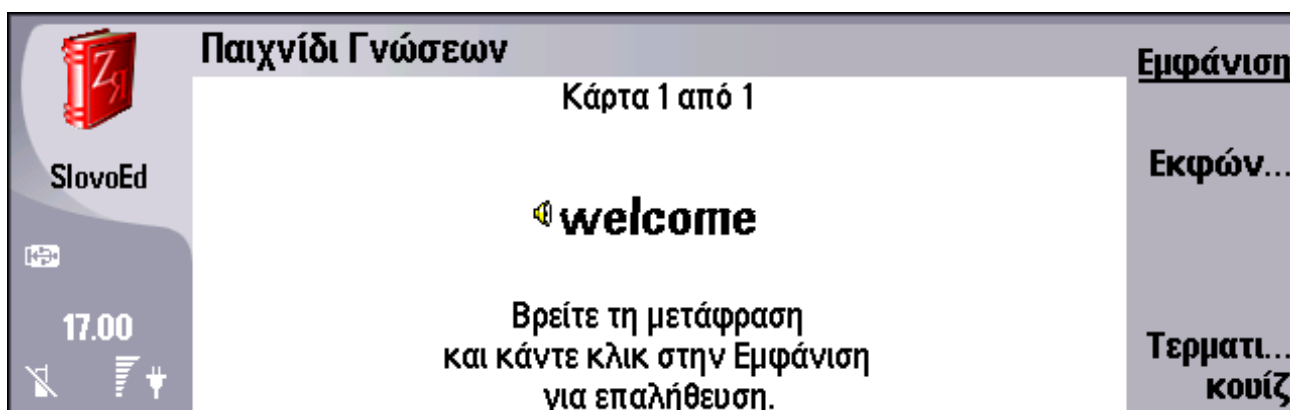 Παιχνίδι Γνώσεων
Εμφάνιση
Κάρτα 1 από 1
SlovoEd
Εκφών...
welcome
17.00
Βρείτε τη μετάφραση
και κάντε κλικ στην Εμφάνιση
για επαλήθευση.
Τερματι...
κουίζ